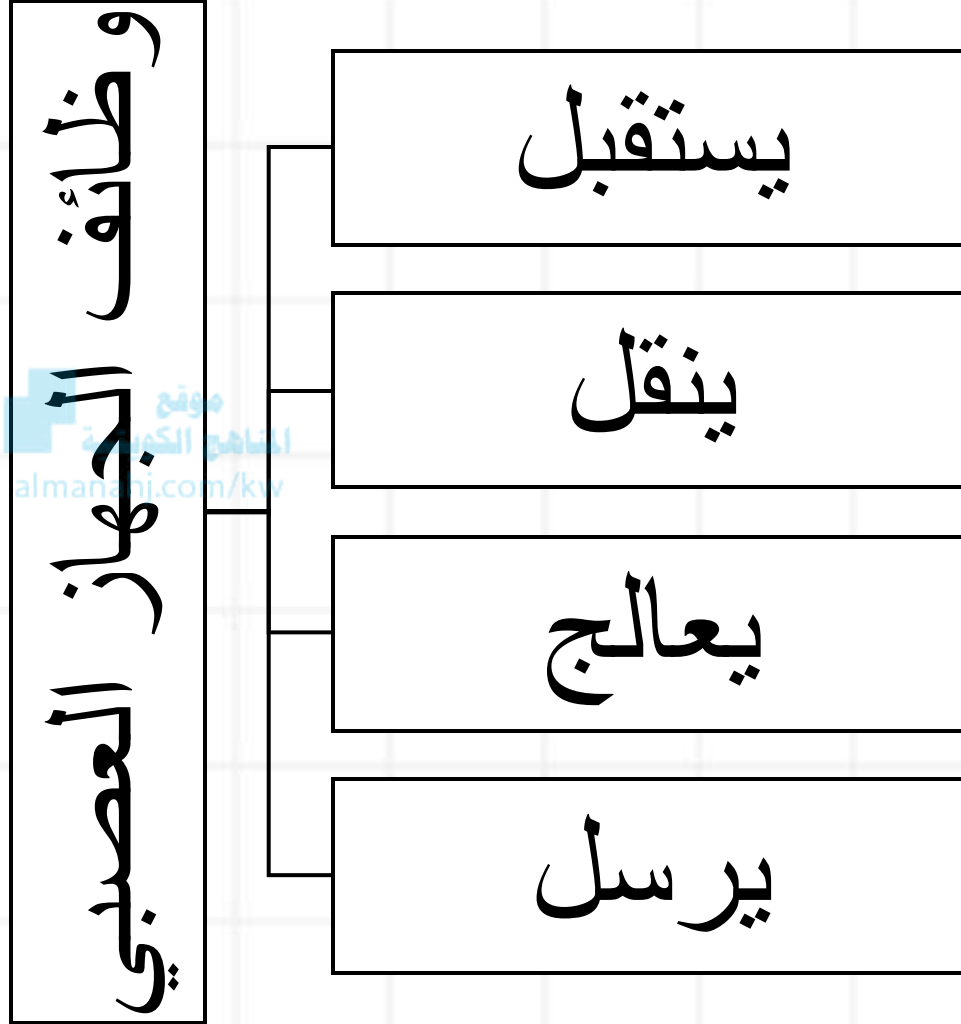 وظائف الجهاز العصبي
يستقبل
ينقل
يعالج
يرسل
موقع
المناهج الكويتية
almanahj.com/kw